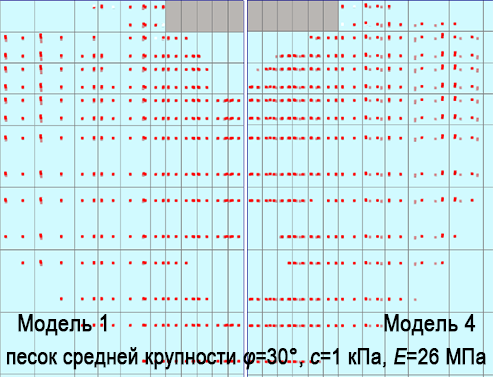 Модель 1
Модель 4
песок средней крупности φ=30°, c=1 кПа, E=26 МПа